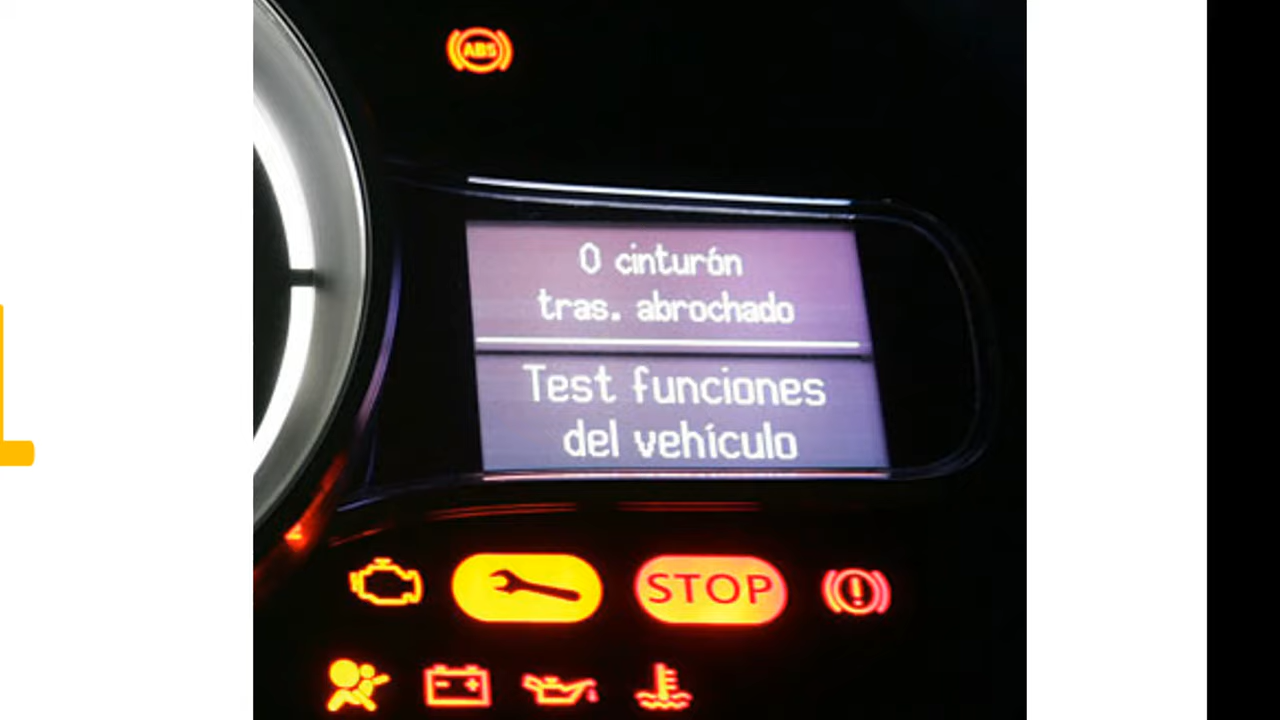 ABS
0 cinturón
tras. abrochado
Test funciones
del vehículo
STOP